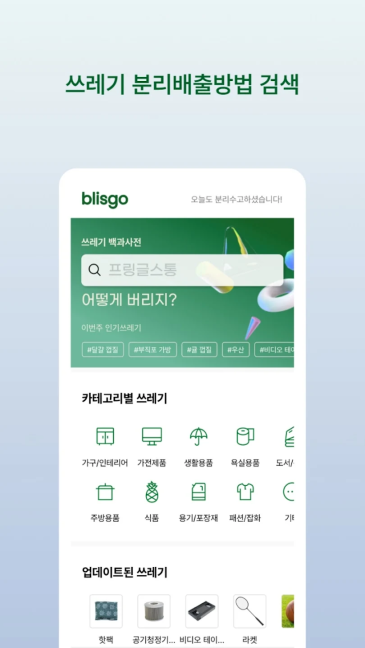 쓰레기 분리배출방법 검색
blisgo
오늘도 분리수고하셨습니다!
쓰레기 백과사전
프링글스통
어떻게 버리지?
이번주 인기쓰레기
#달걀 껍질 #부직포 가방 #귤 껍질 #우산 #비디오 테이
카테고리별 쓰레기
가구/인테리어 가전제품 생활용품 욕실용품 도서/
주방용품 식품 용기/포장재 패션/잡화 기타
업데이트된 쓰레기
핫팩 공기청정기... 비디오 테이... 라켓